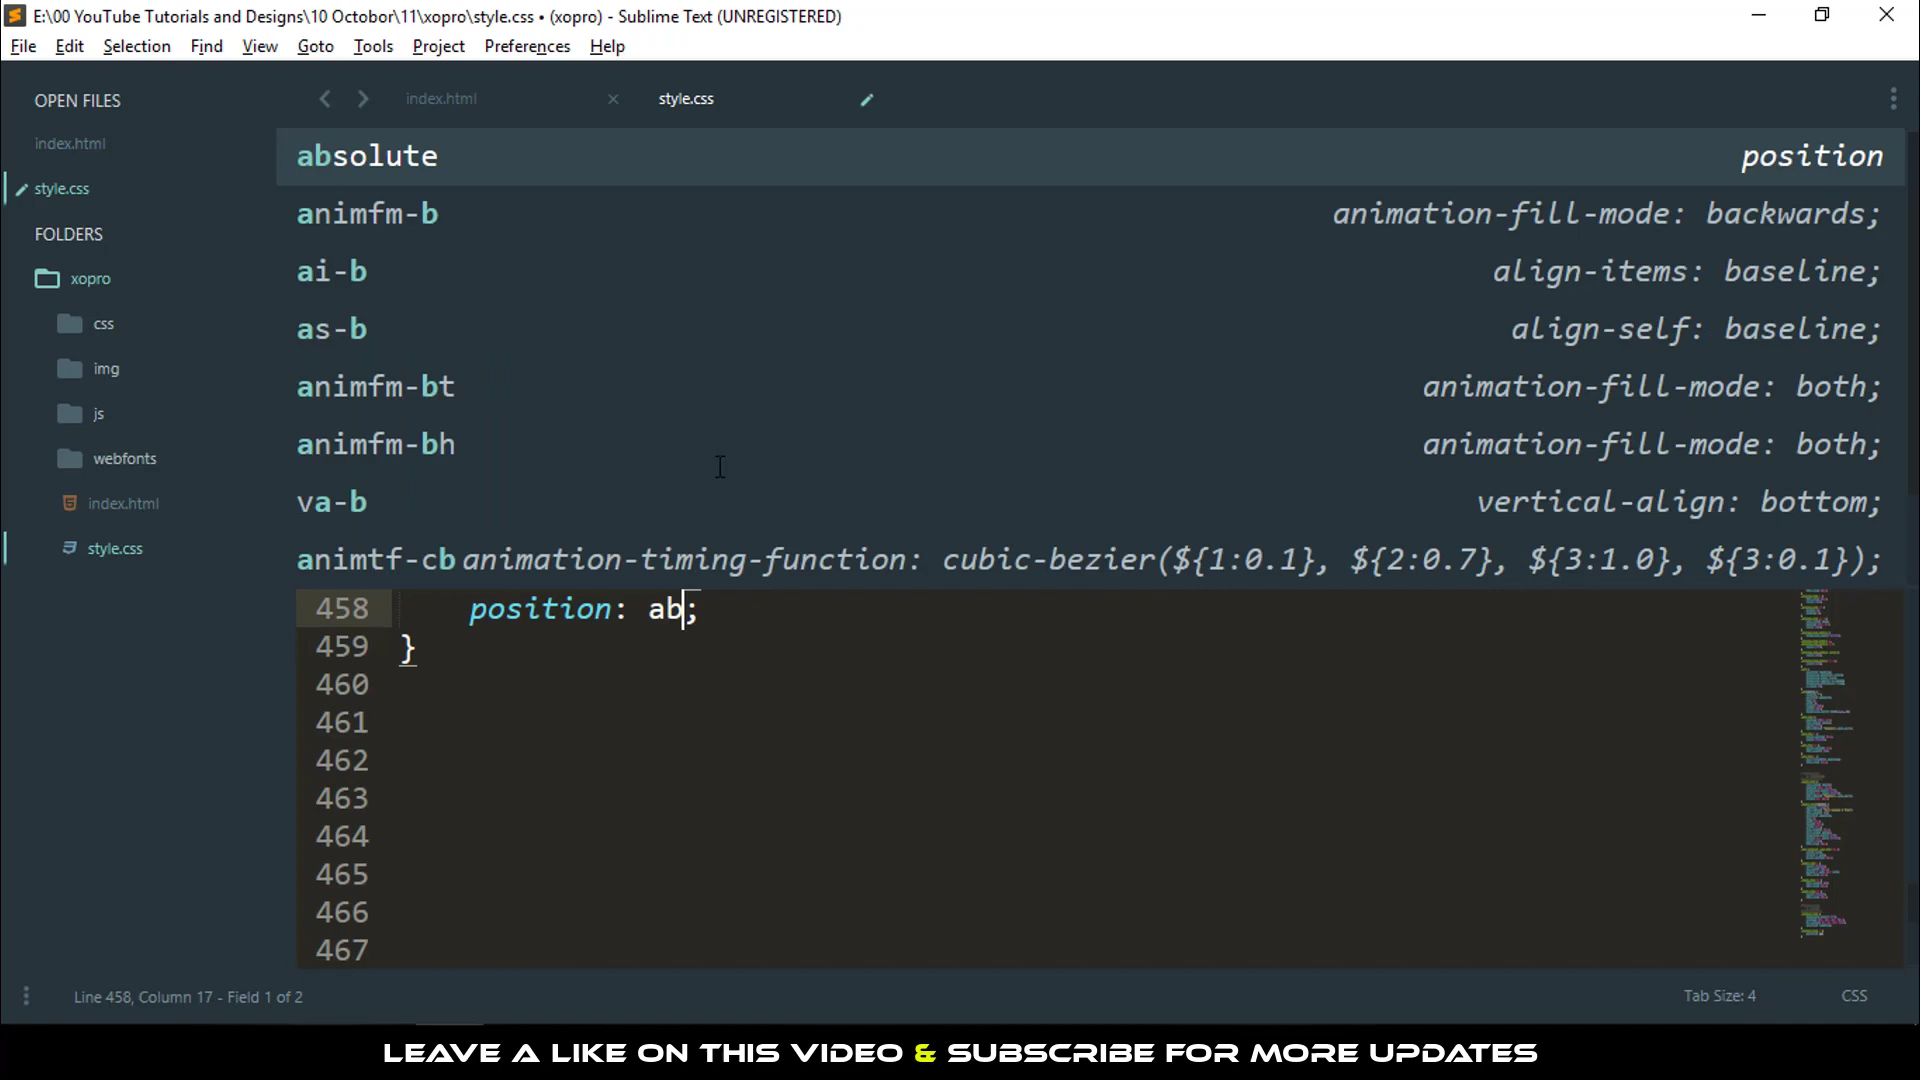 E:\00 YouTube Tutorials and Designs\10 Octobor\11\xopro\style.css • (xopro) - Sublime Text (UNREGISTERED)
File Edit Selection Find View Goto Tools Project Preferences Help
OPEN FILES
index.html
style.css
FOLDERS
xopro
css
img
js
webfonts
index.html
style.css
index.html × style.css
absolute position
animfm-b animation-fill-mode: backwards;
ai-b align-items: baseline;
as-b align-self: baseline;
animfm-bt animation-fill-mode: both;
animfm-bh animation-fill-mode: both;
va-b vertical-align: bottom;
animtf-cb animation-timing-function: cubic-bezier(${1:0.1}, ${2:0.7}, ${3:1.0}, ${3:0.1});
458 position: ab;
459 }
460
461
462
463
464
465
466
467
Line 458, Column 17 - Field 1 of 2 Tab Size: 4 CSS
LEAVE A LIKE ON THIS VIDEO & SUBSCRIBE FOR MORE UPDATES